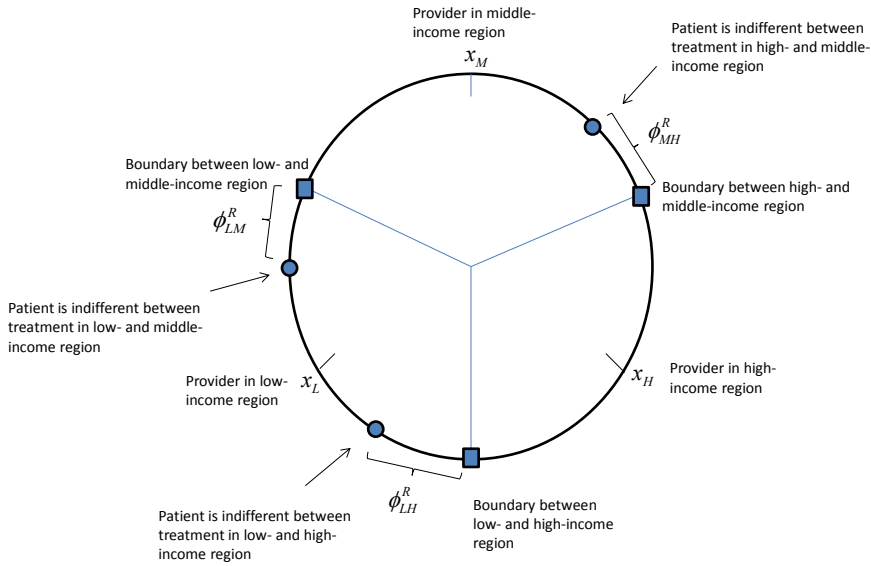 Provider in middle-
income region
x_M
Patient is indifferent between
treatment in high- and middle-
income region
ϕ^R_MH
Boundary between low- and
middle-income region
Boundary between high- and
middle-income region
ϕ^R_LM
Patient is indifferent between
treatment in low- and middle-
income region
Provider in low-
income region
x_L
x_H
Provider in high-
income region
ϕ^R_LH
Patient is indifferent between
treatment in low- and high-
income region
Boundary between
low- and high-income
region